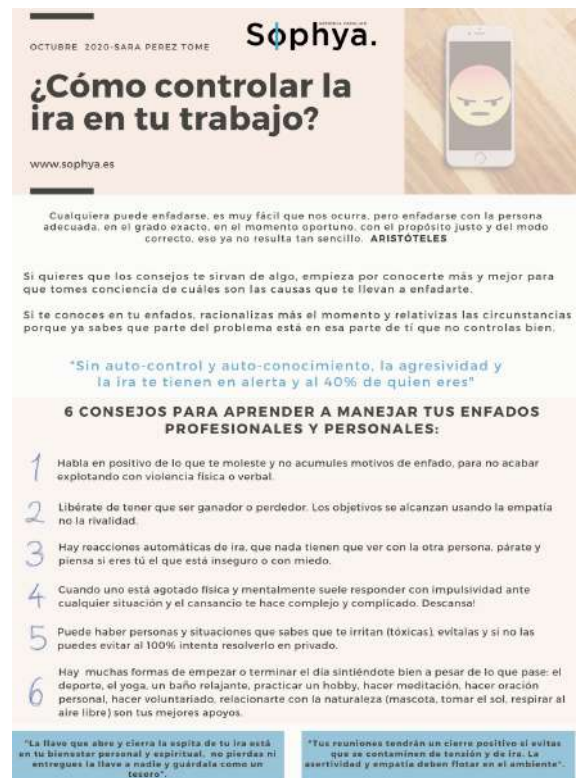 ASESORÍA FAMILIAR
Sophya.
OCTUBRE 2020-SARA PEREZ TOME
¿Cómo controlar la
ira en tu trabajo?
www.sophya.es
Cualquiera puede enfadarse, es muy fácil que nos ocurra, pero enfadarse con la persona
adecuada, en el grado exacto, en el momento oportuno, con el propósito justo y del modo
correcto, eso ya no resulta tan sencillo. ARISTÓTELES
Si quieres que los consejos te sirvan de algo, empieza por conocerte más y mejor para
que tomes conciencia de cuáles son las causas que te llevan a enfadarte.
Si te conoces en tu enfados, racionalizas más el momento y relativizas las circunstancias
porque ya sabes que parte del problema está en esa parte de tí que no controlas bien.
"Sin auto-control y auto-conocimiento, la agresividad y
la ira te tienen en alerta y al 40% de quien eres"
6 CONSEJOS PARA APRENDER A MANEJAR TUS ENFADOS
PROFESIONALES Y PERSONALES:
1 Habla en positivo de lo que te moleste y no acumules motivos de enfado, para no acabar
explotando con violencia física o verbal.
2 Libérate de tener que ser ganador o perdedor. Los objetivos se alcanzan usando la empatía
no la rivalidad.
3 Hay reacciones automáticas de ira, que nada tienen que ver con la otra persona, párate y
piensa si eres tú el que está inseguro o con miedo.
4 Cuando uno está agotado física y mentalmente suele responder con impulsividad ante
cualquier situación y el cansancio te hace complejo y complicado. Descansa!
5 Puede haber personas y situaciones que sabes que te irritan (tóxicas), evítalas y si no las
puedes evitar al 100% intenta resolverlo en privado.
6 Hay muchas formas de empezar o terminar el día sintiéndote bien a pesar de lo que pase: el
deporte, el yoga, un baño relajante, practicar un hobby, hacer meditación, hacer oración
personal, hacer voluntariado, relacionarte con la naturaleza (mascota, tomar el sol, respirar al
aire libre) son tus mejores apoyos.
"La llave que abre y cierra la espita de tu ira está
en tu bienestar personal y espiritual, no pierdas ni
entregues la llave a nadie y guárdala como un
tesoro".
"Tus reuniones tendrán un cierre positivo si evitas
que se contaminen de tensión y de ira. La
asertividad y empatía deben flotar en el ambiente".